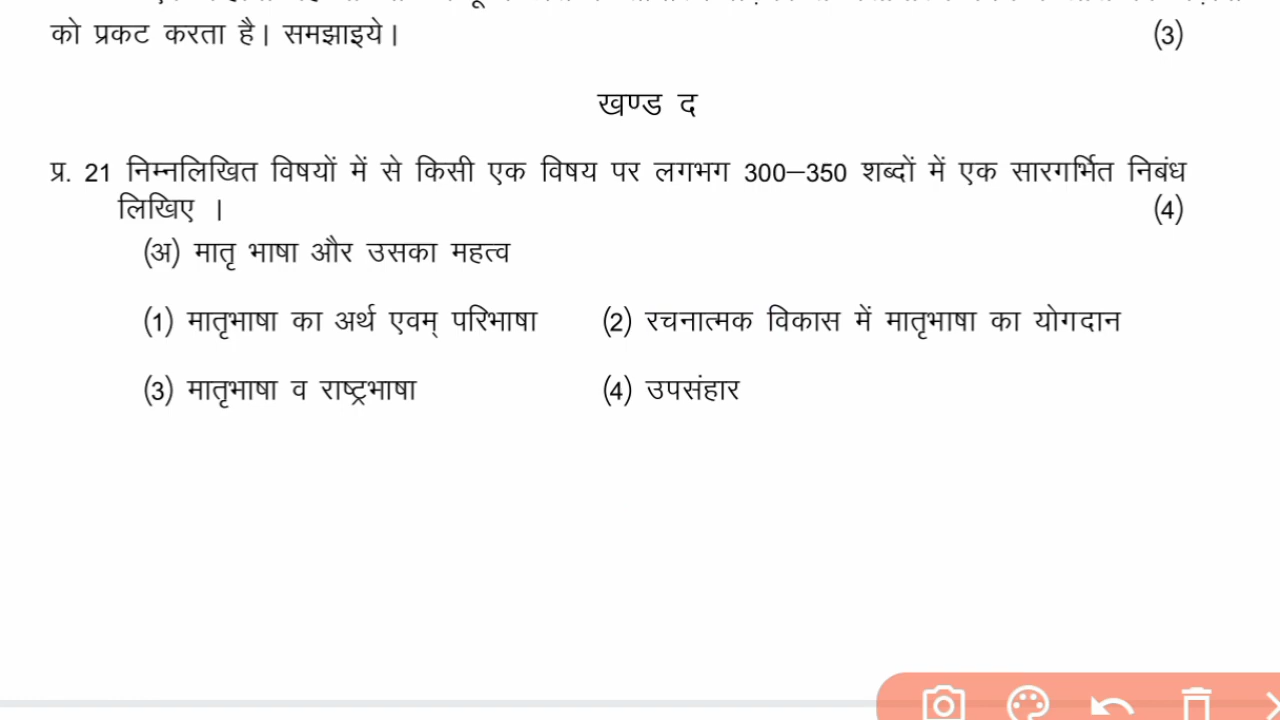 को प्रकट करता है। समझाइये। (3)
खण्ड द
प्र. 21 निम्नलिखित विषयों में से किसी एक विषय पर लगभग 300–350 शब्दों में एक सारगर्भित निबंध
लिखिए । (4)
(अ) मातृ भाषा और उसका महत्व
(1) मातृभाषा का अर्थ एवम् परिभाषा (2) रचनात्मक विकास में मातृभाषा का योगदान
(3) मातृभाषा व राष्ट्रभाषा (4) उपसंहार